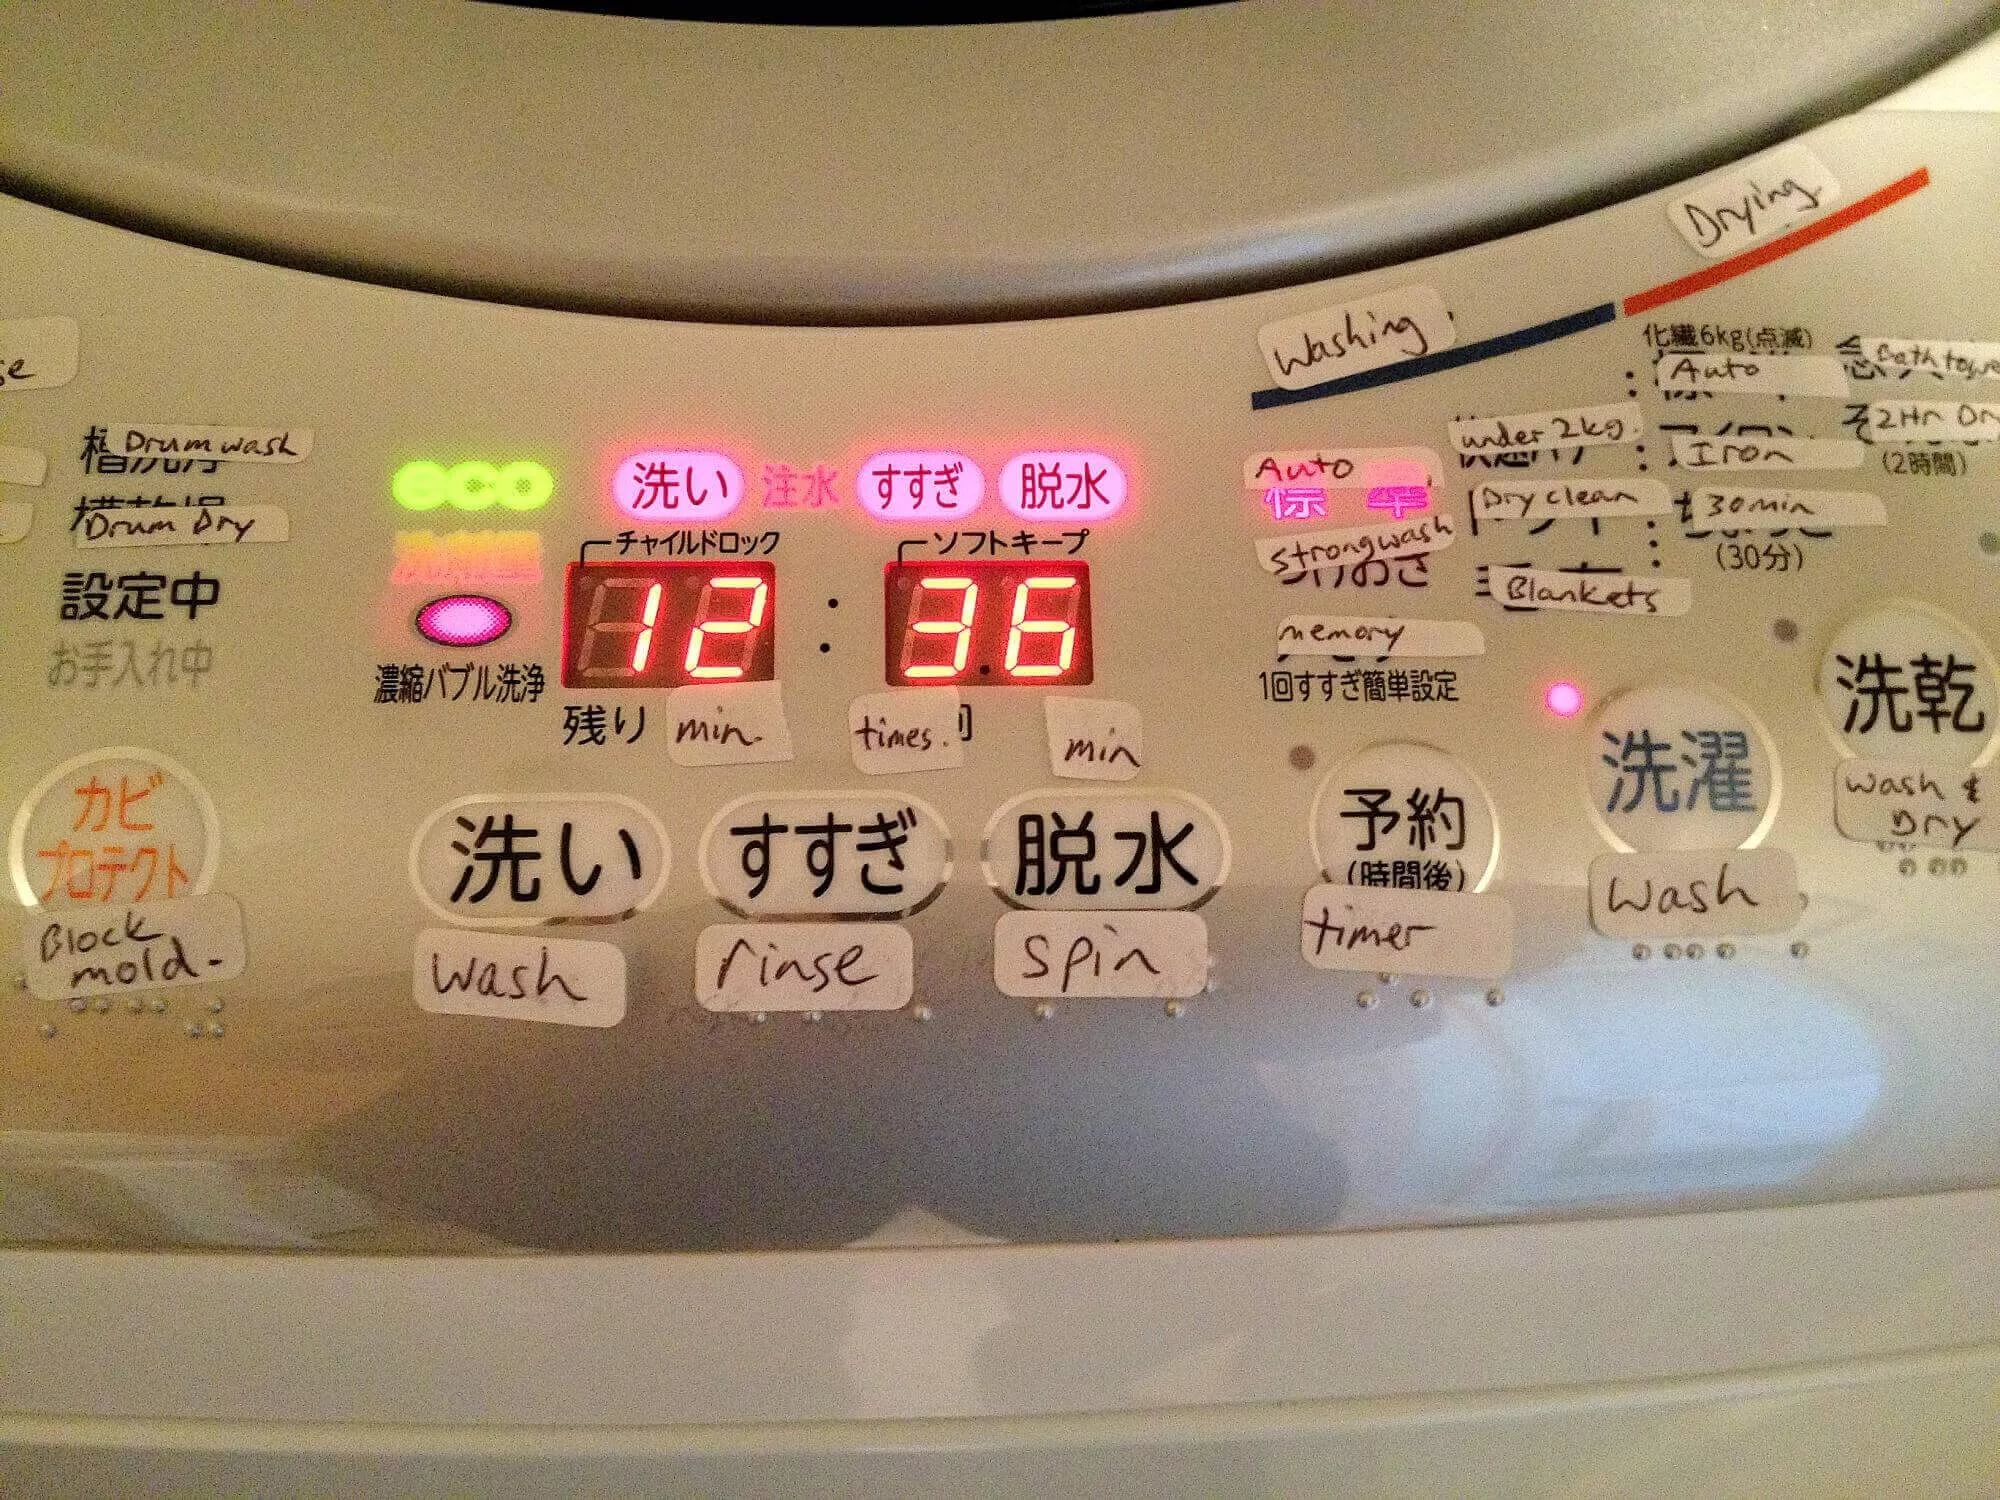 Drying
Washing
化繊6kg(点滅)
Auto
Bathtowe
under 2kg.
2Hr Dr
Drum wash
eco
洗い 注水 すすぎ 脱水
Auto
標 準
Iron
(2時間)
Drum Dry
チャイルドロック
ソフトキープ
strongwash
Dry clean
30min
(30分)
設定中
12 : 36
Blankets
お手入れ中
濃縮バブル洗浄
memory
1回すすぎ簡単設定
残り min.
times.
min
洗乾
カビ
プロテクト
洗い
すすぎ
脱水
予約
(時間後)
洗濯
wash &
Dry
Block
mold-
wash
rinse
spin
timer
wash